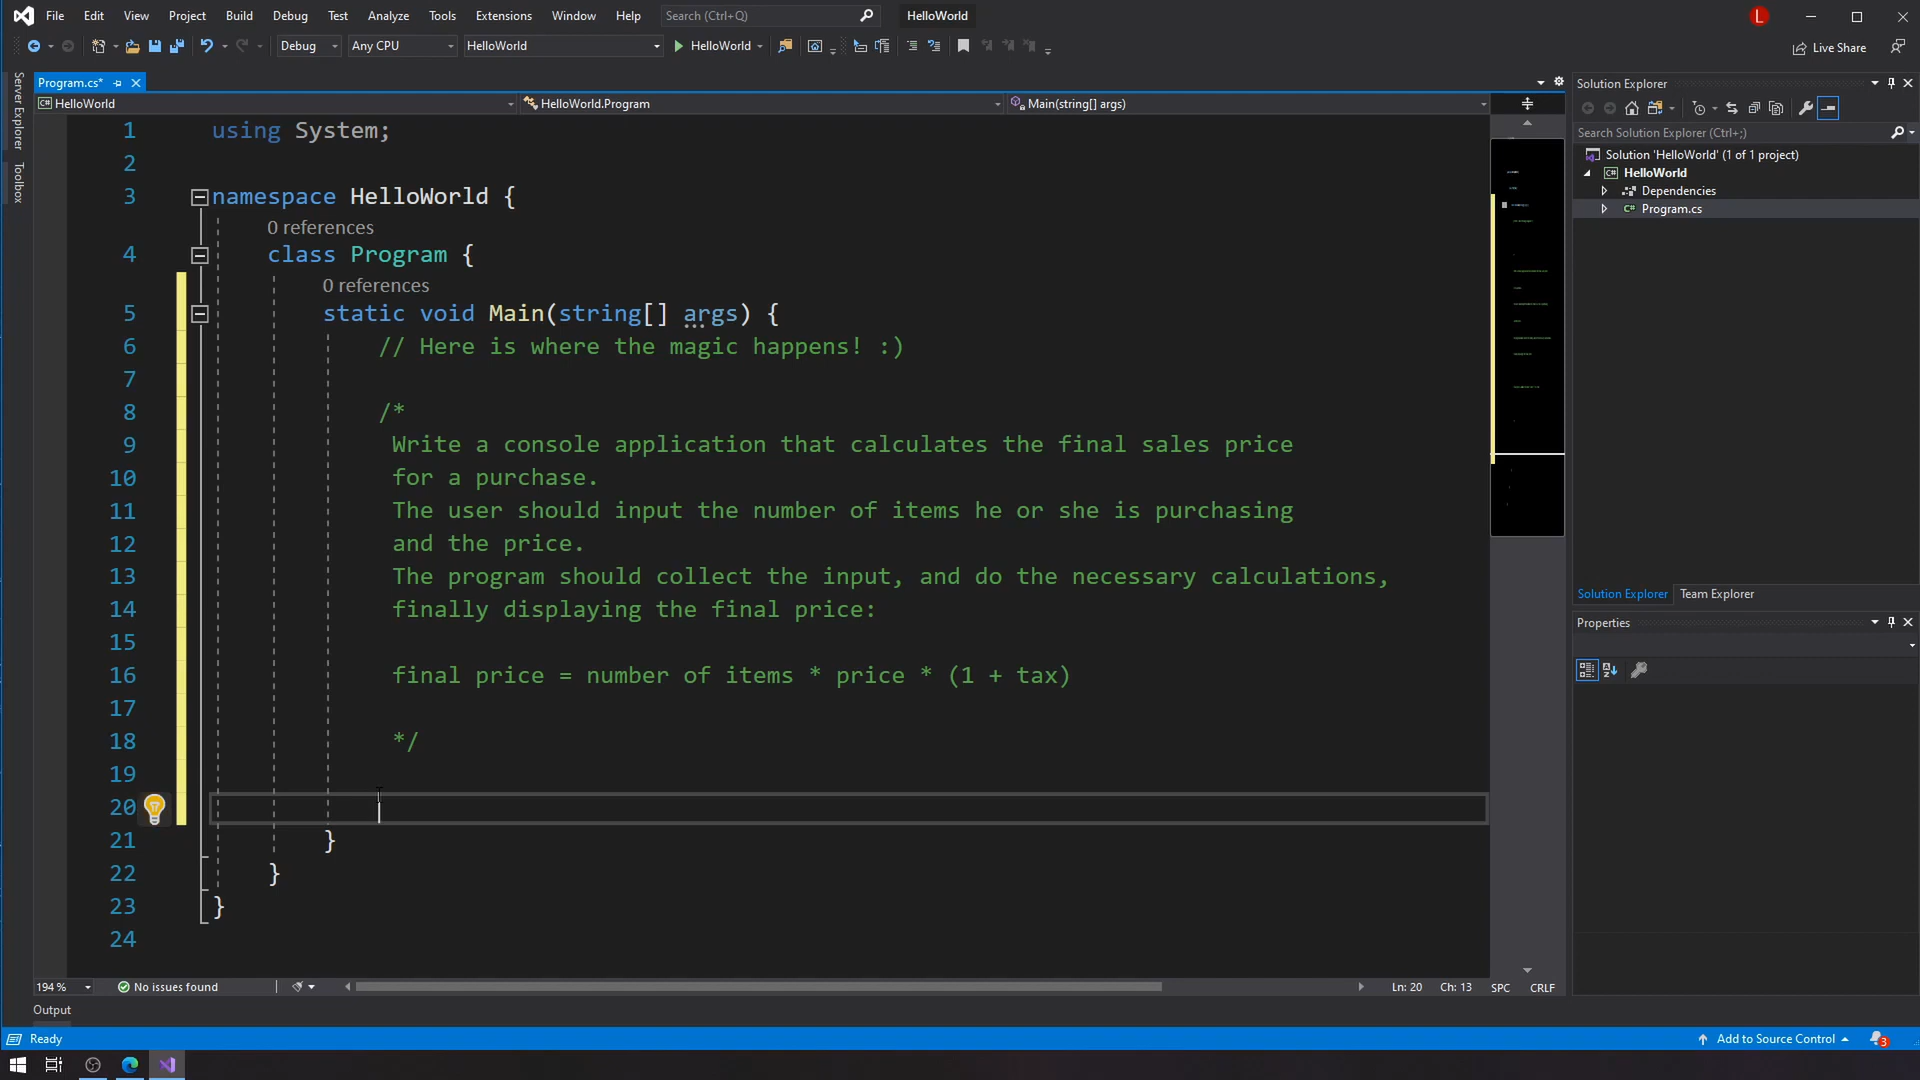 File Edit View Project Build Debug Test Analyze Tools Extensions Window Help Search (Ctrl+Q) HelloWorld L
Debug Any CPU HelloWorld HelloWorld Live Share
Server Explorer
Toolbox
Program.cs*
HelloWorld HelloWorld.Program Main(string[] args)
1 using System;
2
3 namespace HelloWorld {
0 references
4 class Program {
0 references
5 static void Main(string[] args) {
6 // Here is where the magic happens! :)
7
8 /*
9 Write a console application that calculates the final sales price
10 for a purchase.
11 The user should input the number of items he or she is purchasing
12 and the price.
13 The program should collect the input, and do the necessary calculations,
14 finally displaying the final price:
15
16 final price = number of items * price * (1 + tax)
17
18 */
19
20
21 }
22 }
23 }
24
194 % No issues found Ln: 20 Ch: 13 SPC CRLF
Output
Solution Explorer
Search Solution Explorer (Ctrl+;)
Solution 'HelloWorld' (1 of 1 project)
HelloWorld
Dependencies
C# Program.cs
Solution Explorer Team Explorer
Properties
Ready Add to Source Control 3